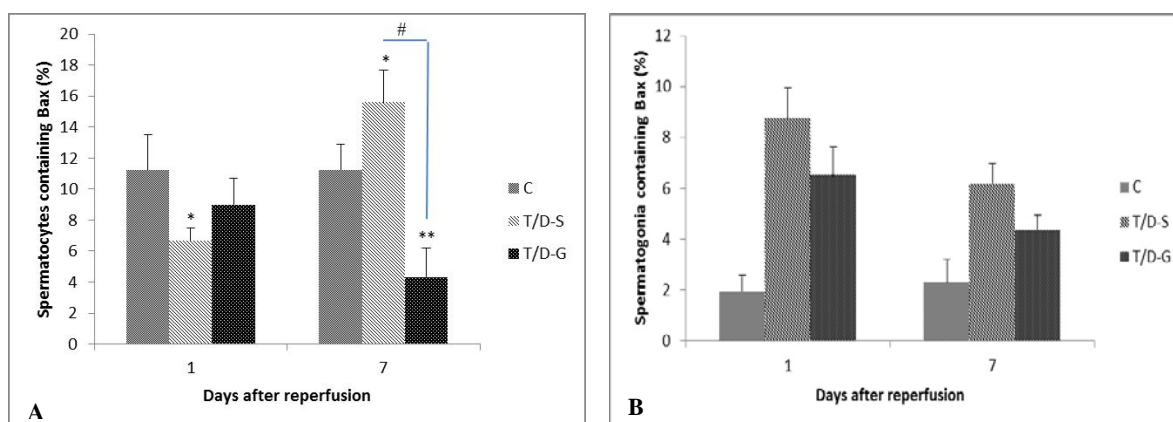 Spermatocytes containing Bax (%)
20
18
16
14
12
10
8
6
4
2
0
*
*
#
**
1
7
Days after reperfusion
C
T/D-S
T/D-G
A
Spermatogonia containing Bax (%)
12
10
8
6
4
2
0
1
7
Days after reperfusion
C
T/D-S
T/D-G
B